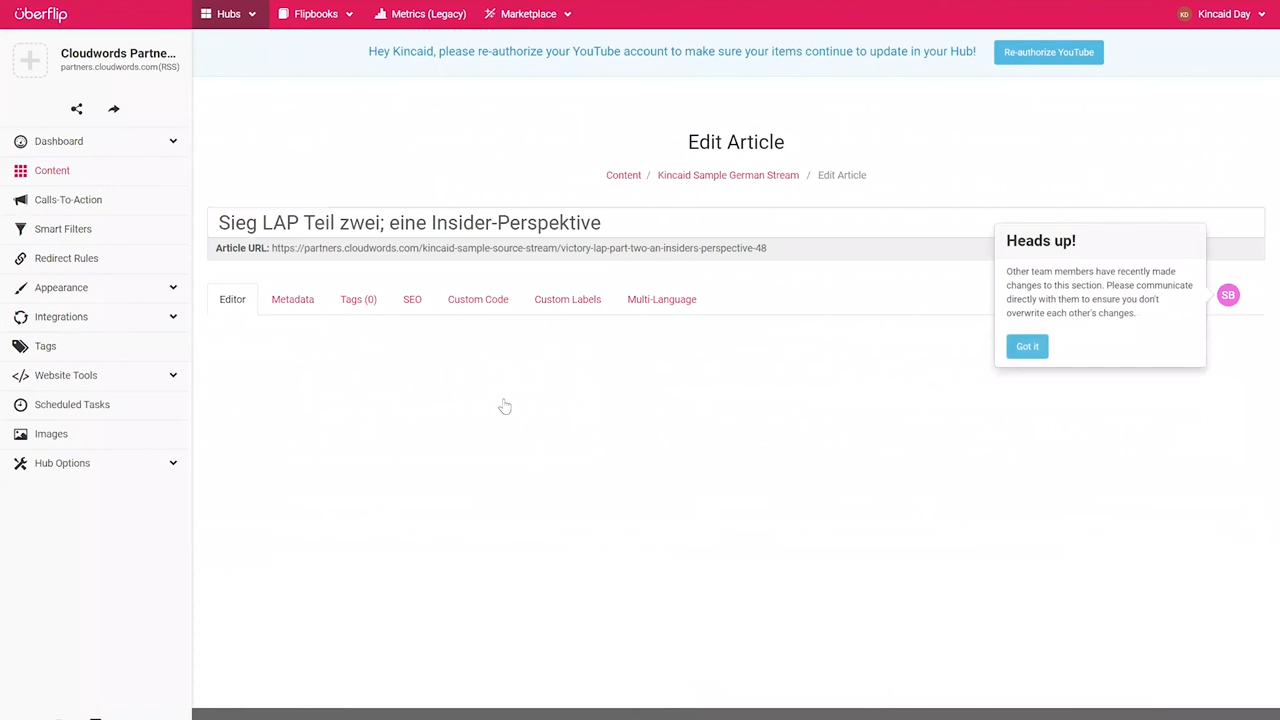 überflip
Hubs
Flipbooks
Metrics (Legacy)
Marketplace
KD
Kincaid Day
Cloudwords Partne...
partners.cloudwords.com(RSS)
Hey Kincaid, please re-authorize your YouTube account to make sure your items continue to update in your Hub!
Re-authorize YouTube
Dashboard
Content
Calls-To-Action
Smart Filters
Redirect Rules
Appearance
Integrations
Tags
Website Tools
Scheduled Tasks
Images
Hub Options
Edit Article
Content / Kincaid Sample German Stream / Edit Article
Sieg LAP Teil zwei; eine Insider-Perspektive
Article URL: https://partners.cloudwords.com/kincaid-sample-source-stream/victory-lap-part-two-an-insiders-perspective-48
Editor
Metadata
Tags (0)
SEO
Custom Code
Custom Labels
Multi-Language
Heads up!
Other team members have recently made
changes to this section. Please communicate
directly with them to ensure you don't
overwrite each other's changes.
Got it
SB